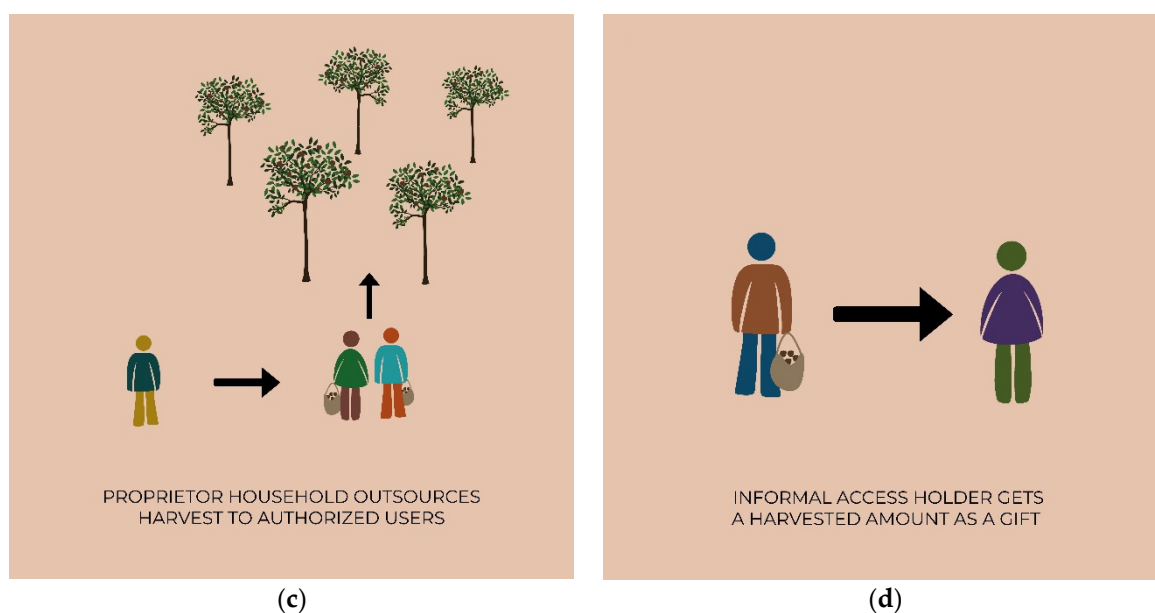 PROPRIETOR HOUSEHOLD OUTSOURCES
HARVEST TO AUTHORIZED USERS
(c)
INFORMAL ACCESS HOLDER GETS
A HARVESTED AMOUNT AS A GIFT
(d)